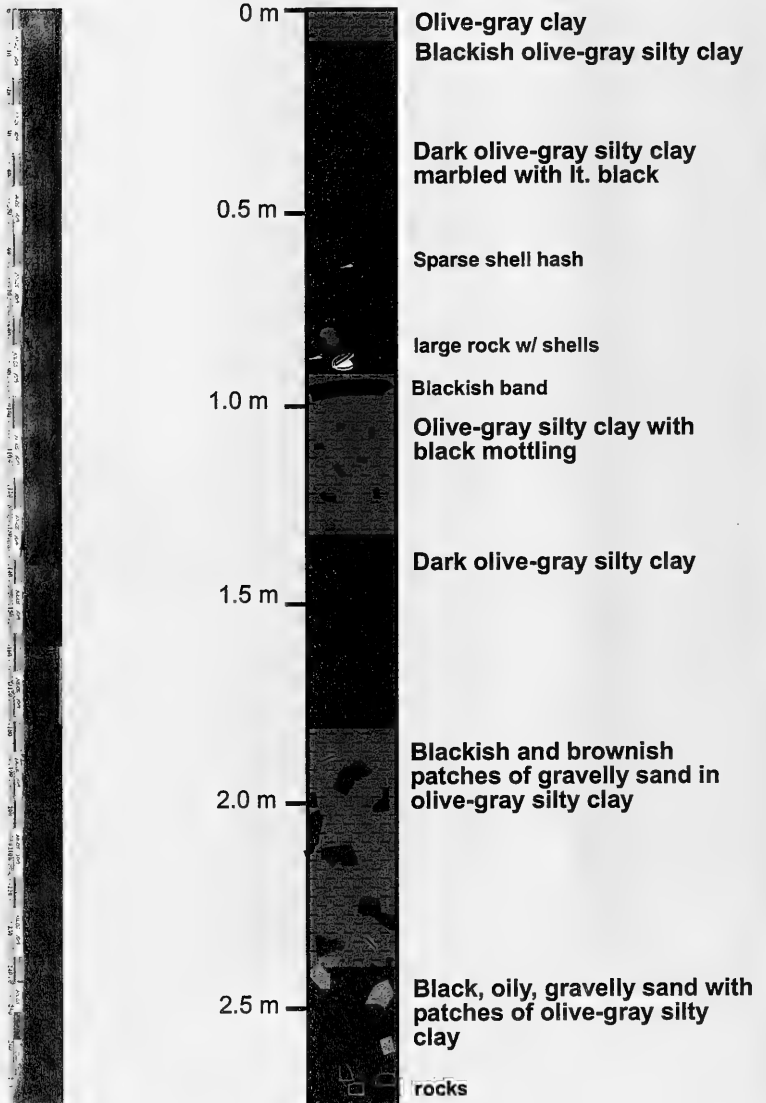 0 m
Olive-gray clay
Blackish olive-gray silty clay
Dark olive-gray silty clay
marbled with lt. black
0.5 m
Sparse shell hash
large rock w/ shells
Blackish band
1.0 m
Olive-gray silty clay with
black mottling
Dark olive-gray silty clay
1.5 m
Blackish and brownish
patches of gravelly sand in
olive-gray silty clay
2.0 m
Black, oily, gravelly sand with
patches of olive-gray silty
clay
2.5 m
rocks